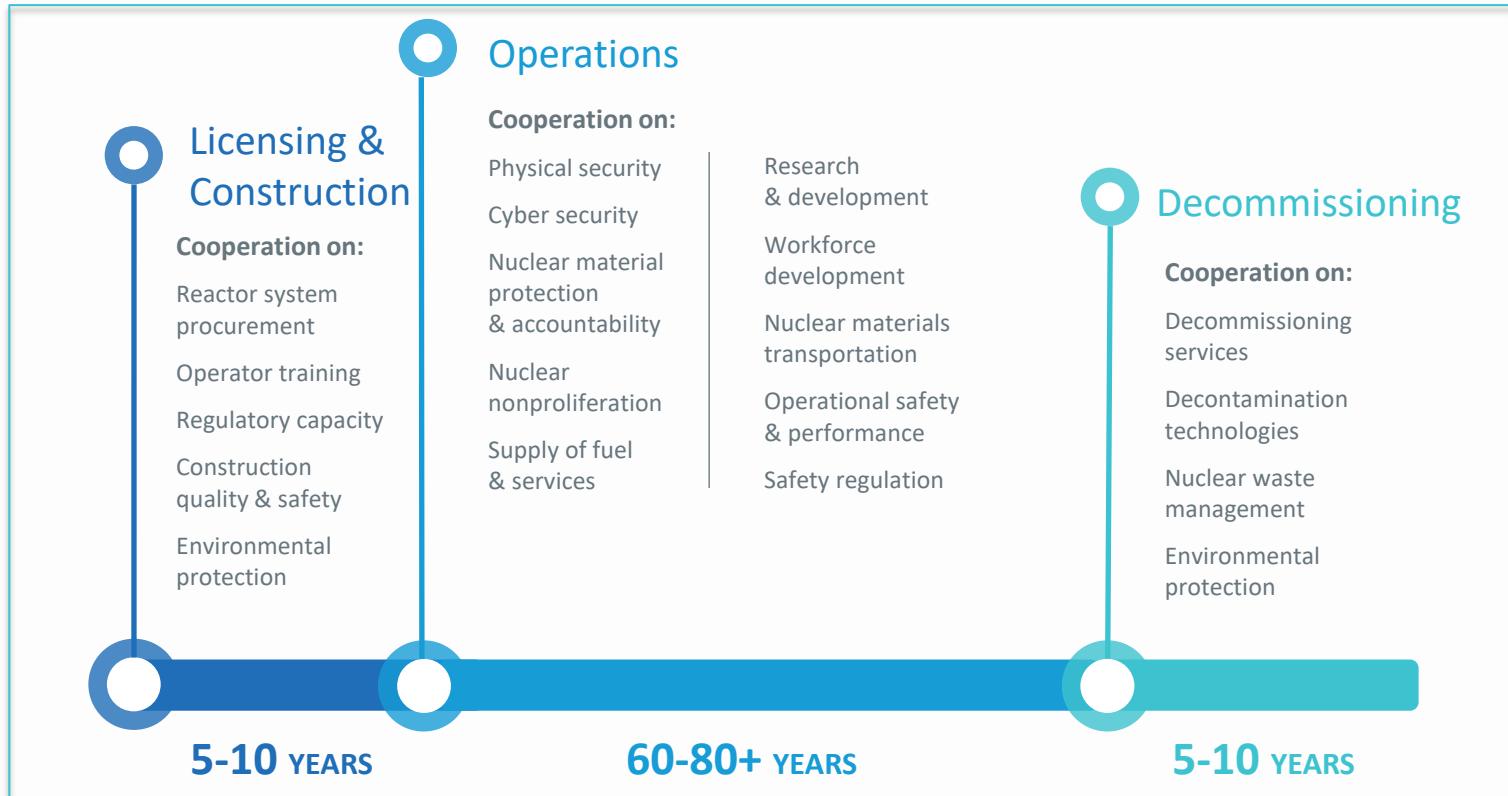 Licensing &
Construction
Cooperation on:
Reactor system
procurement
Operator training
Regulatory capacity
Construction
quality & safety
Environmental
protection
5-10 YEARS
Operations
Cooperation on:
Physical security
Cyber security
Nuclear material
protection
& accountability
Nuclear
nonproliferation
Supply of fuel
& services
Research
& development
Workforce
development
Nuclear materials
transportation
Operational safety
& performance
Safety regulation
60-80+ YEARS
Decommissioning
Cooperation on:
Decommissioning
services
Decontamination
technologies
Nuclear waste
management
Environmental
protection
5-10 YEARS